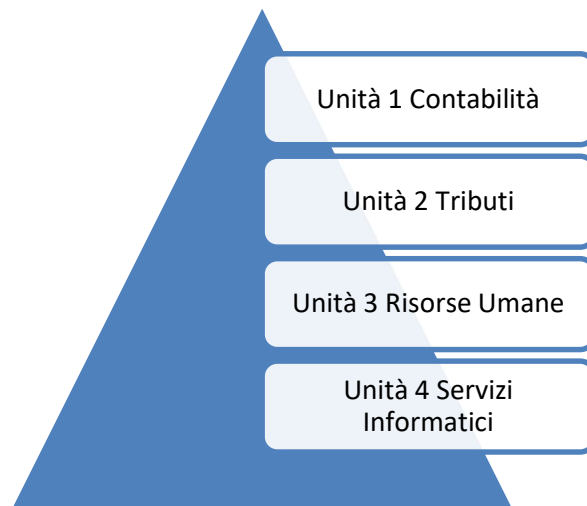 Unità 1 Contabilità
Unità 2 Tributi
Unità 3 Risorse Umane
Unità 4 Servizi
Informatici